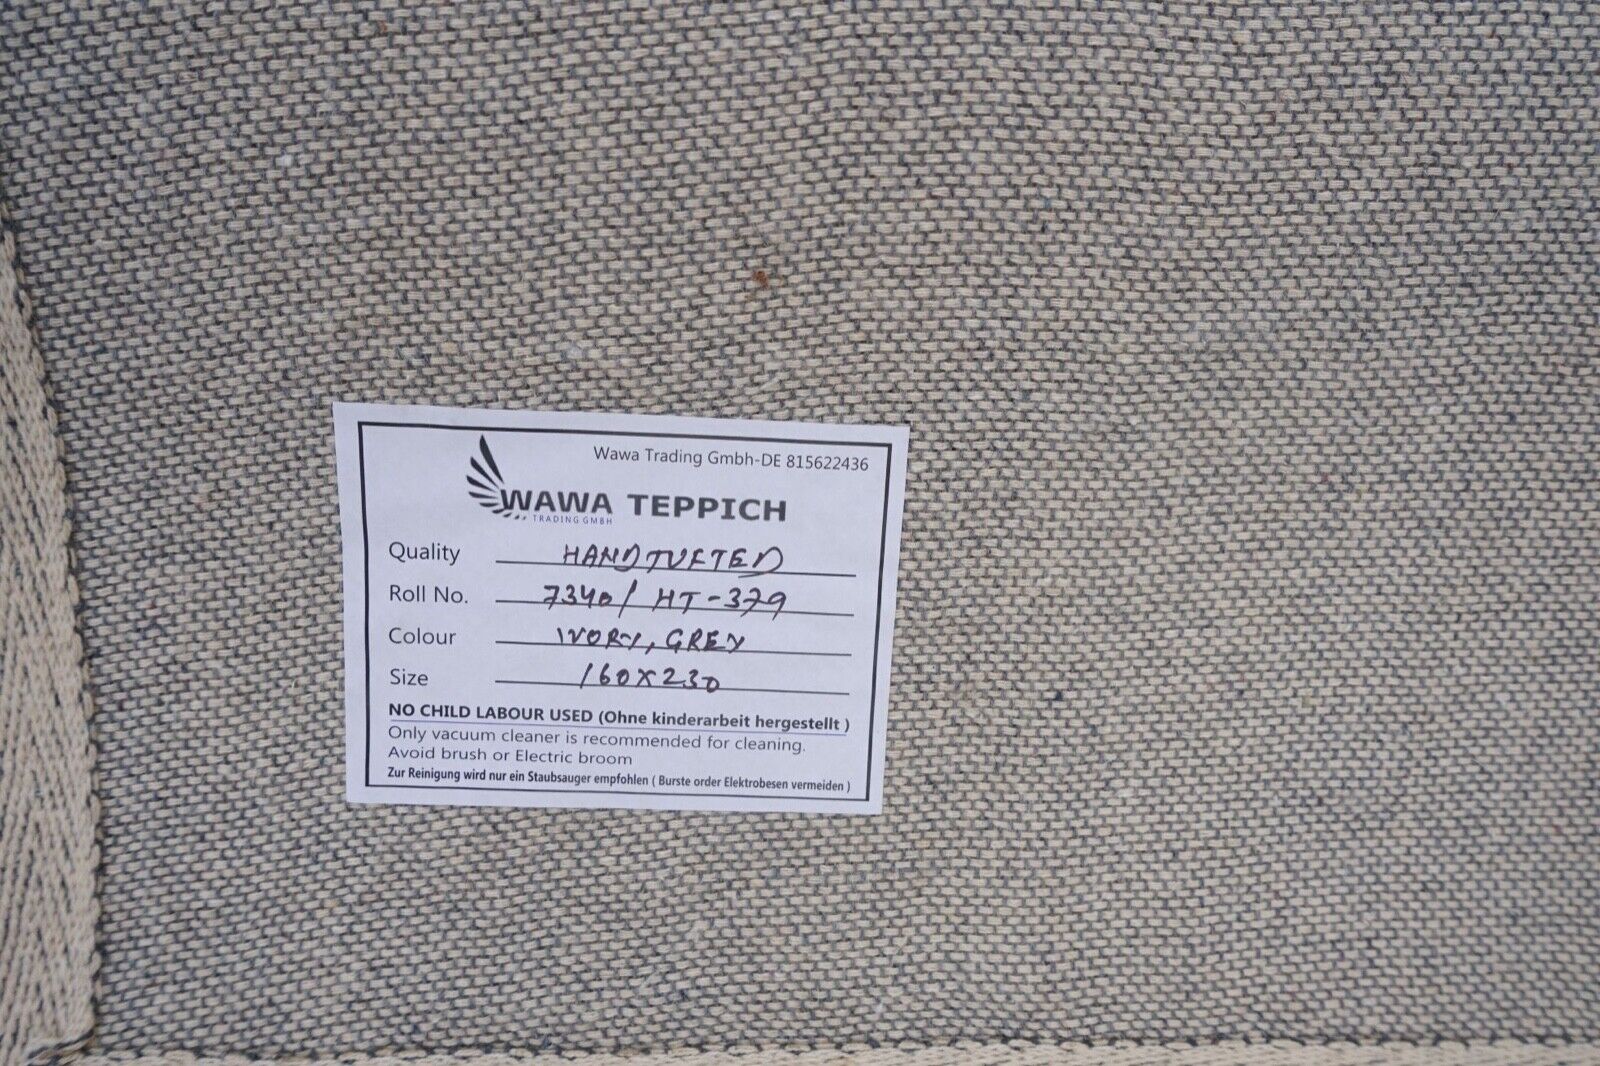 Wawa Trading Gmbh-DE 815622436
WAWA TEPPICH
TRADING GMBH
Quality HANDTUFTED
Roll No. 7340/ HT-379
Colour IVORY, GREY
Size 160X230
NO CHILD LABOUR USED (Ohne kinderarbeit hergestellt )
Only vacuum cleaner is recommended for cleaning.
Avoid brush or Electric broom
Zur Reinigung wird nur ein Staubsauger empfohlen ( Burste order Elektrobesen vermeiden )